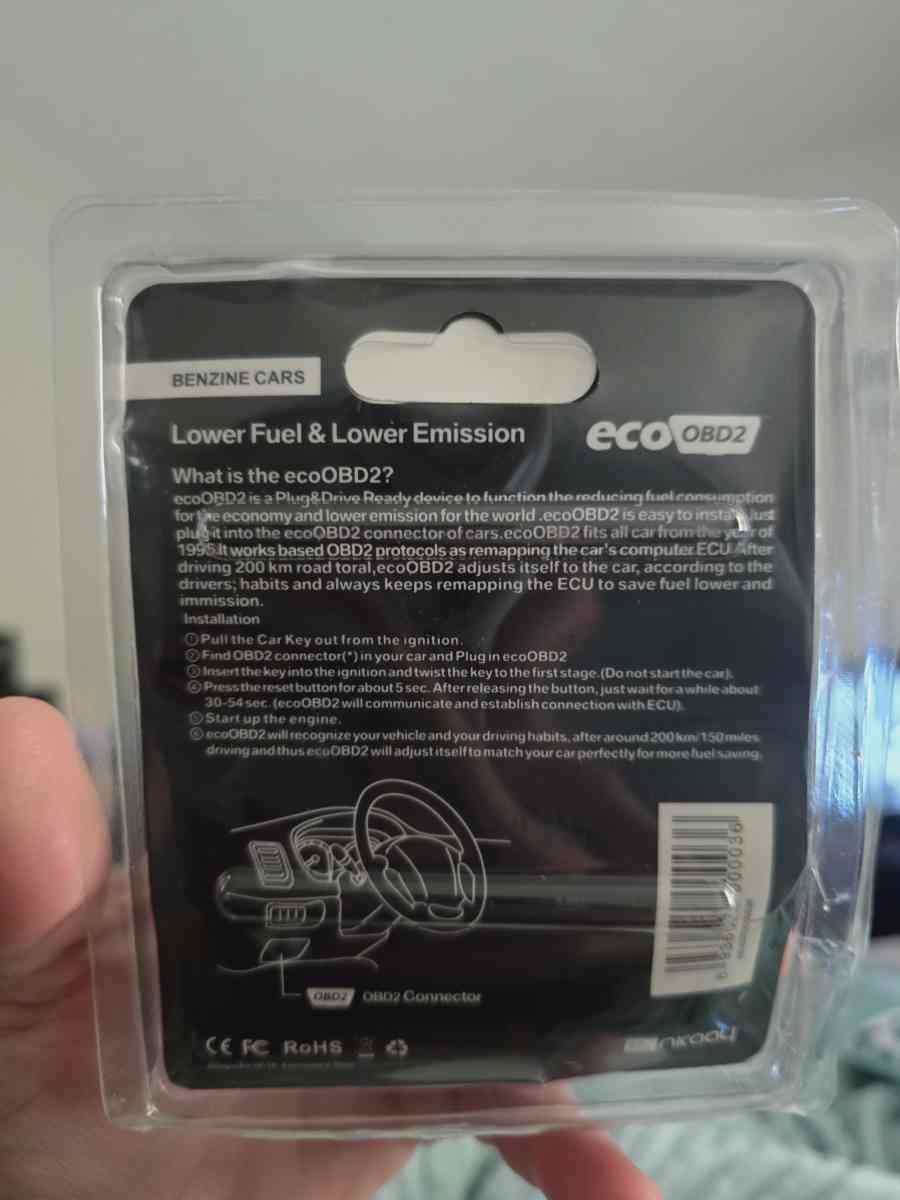 BENZINE CARS
Lower Fuel & Lower Emission
eco OBD2
What is the ecoOBD2?
ecoOBD2 is a Plug&Drive Ready device to function the reducing fuel consumption
for the economy and lower emission for the world .ecoOBD2 is easy to install just
plug it into the ecoOBD2 connector of cars.ecoOBD2 fits all car from the year of
1995.It works based OBD2 protocols as remapping the car's computer.ECU After
driving 200 km road toral,ecoOBD2 adjusts itself to the car, according to the
drivers; habits and always keeps remapping the ECU to save fuel lower and
immission.
Installation
① Pull the Car Key out from the ignition.
② Find OBD2 connector(*) in your car and Plug in ecoOBD2
③ Insert the key into the ignition and twist the key to the first stage. (Do not start the car).
④ Press the reset button for about 5 sec. After releasing the button, just wait for a while about
30-54 sec. (ecoOBD2 will communicate and establish connection with ECU).
⑤ Start up the engine.
⑥ ecoOBD2 will recognize your vehicle and your driving habits, after around 200 km/150 miles
driving and thus ecoOBD2 will adjust itself to match your car perfectly for more fuel saving.
OBD2 OBD2 Connector
CE FC RoHS